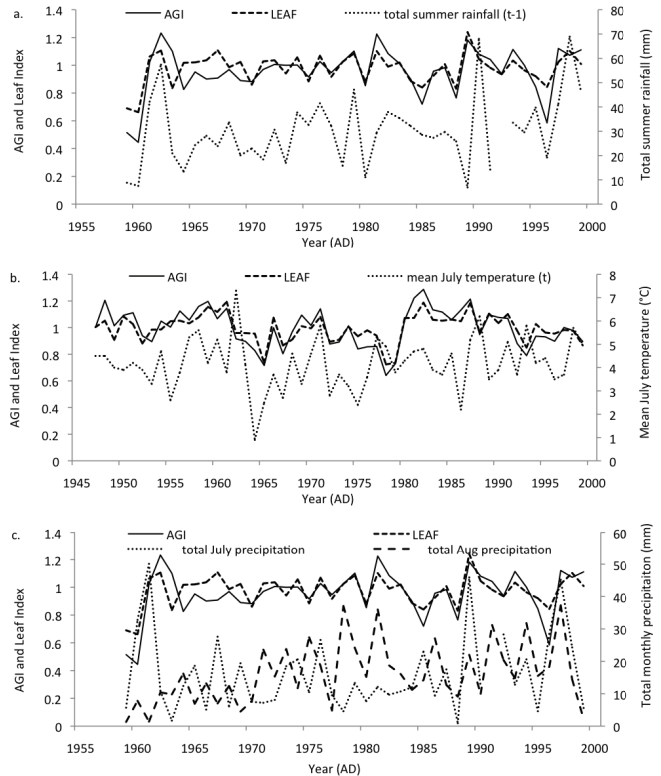 a.
AGI LEAF total summer rainfall (t-1)
AGI and Leaf Index
1.4
1.2
1
0.8
0.6
0.4
0.2
0
80
70
60
50
40
30
20
10
0
Total summer rainfall (mm)
1955 1960 1965 1970 1975 1980 1985 1990 1995 2000
Year (AD)
b.
AGI LEAF mean July temperature (t)
AGI and Leaf Index
1.4
1.2
1
0.8
0.6
0.4
0.2
0
8
7
6
5
4
3
2
1
0
Mean July temperature (°C)
1945 1950 1955 1960 1965 1970 1975 1980 1985 1990 1995 2000
Year (AD)
c.
AGI LEAF
total July precipitation total Aug precipitation
AGI and Leaf Index
1.4
1.2
1
0.8
0.6
0.4
0.2
0
60
50
40
30
20
10
0
Total monthly precipitaiton (mm)
1955 1960 1965 1970 1975 1980 1985 1990 1995 2000
Year (AD)